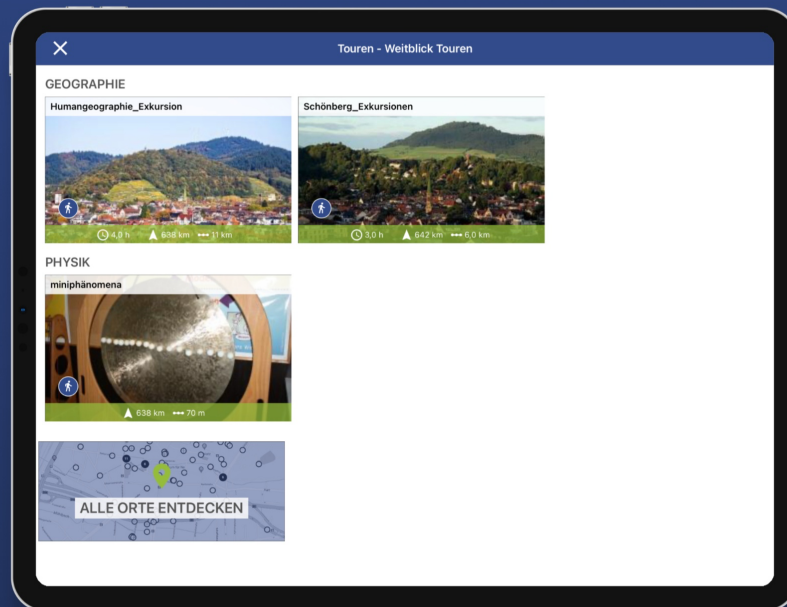 Touren - Weitblick Touren
GEOGRAPHIE
Humangeographie_Exkursion
4,0 h 638 km 11 km
Schönberg_Exkursionen
3,0 h 642 km 6,0 km
PHYSIK
miniphänomena
638 km 70 m
ALLE ORTE ENTDECKEN